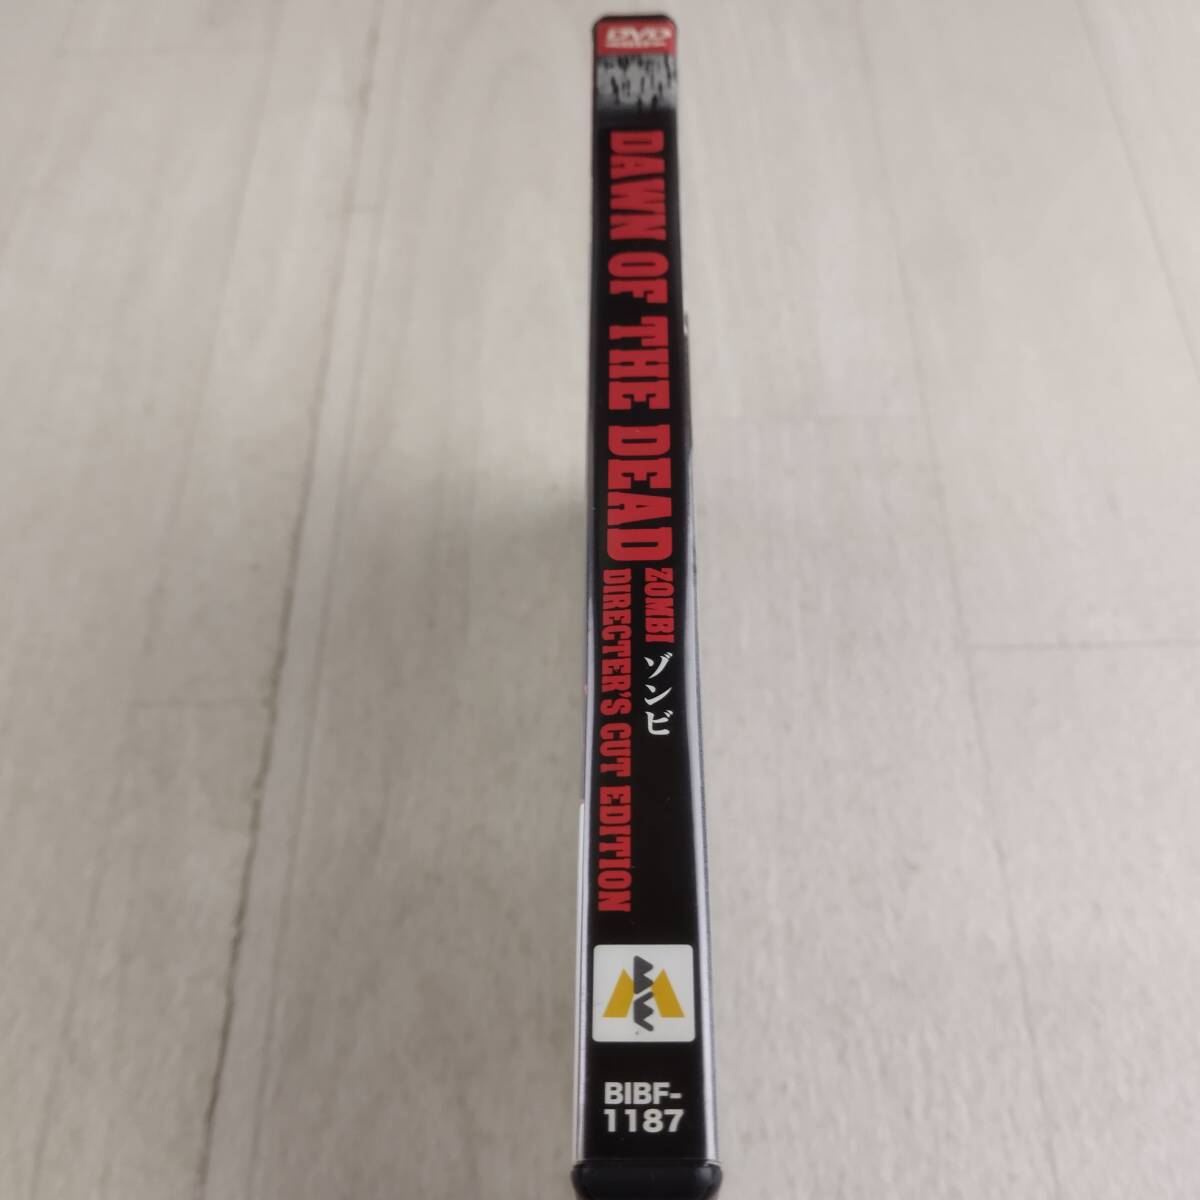 DVD
DAWN OF THE DEAD
ZOMBI ゾンビ
DIRECTER'S CUT EDITION
BIBF-
1187